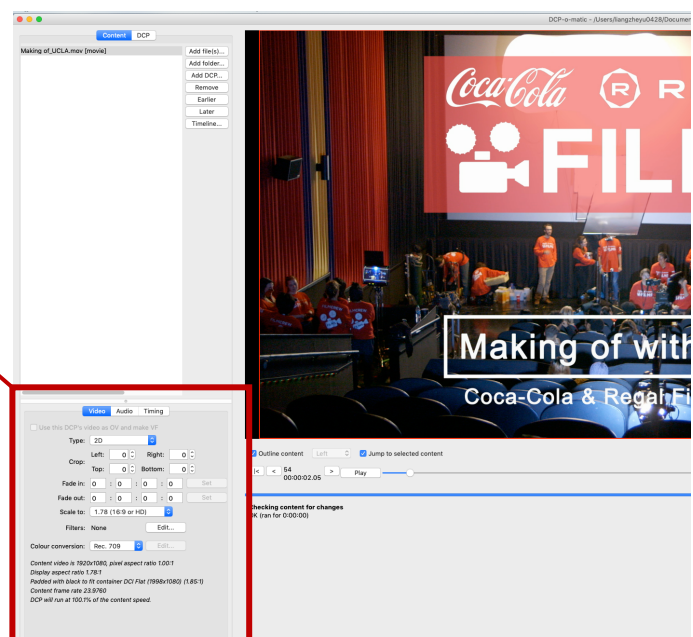 DCP-o-matic - /Users/liangzheyu0428/Documen
Content DCP
Making of_UCLA.mov [movie]
Add file(s)...
Add folder...
Add DCP...
Remove
Earlier
Later
Timeline...
Coca-Cola R R
FIL
Making of with
Coca-Cola & Regal Fi
Video Audio Timing
Use this DCP's video as OV and make VF
Type: 2D
Crop: Left: 0 Right: 0
Top: 0 Bottom: 0
Fade in: 0 : 0 : 0 : 0 Set
Fade out: 0 : 0 : 0 : 0 Set
Scale to: 1.78 (16:9 or HD)
Filters: None Edit...
Colour conversion: Rec. 709 Edit...
Content video is 1920x1080, pixel aspect ratio 1.00:1
Display aspect ratio 1.78:1
Padded with black to fit container DCI Flat (1998x1080) (1.85:1)
Content frame rate 23.9760
DCP will run at 100.1% of the content speed.
Outline content Left Jump to selected content
|< < 54 > Play
00:00:02.05
Checking content for changes
OK (ran for 0:00:00)